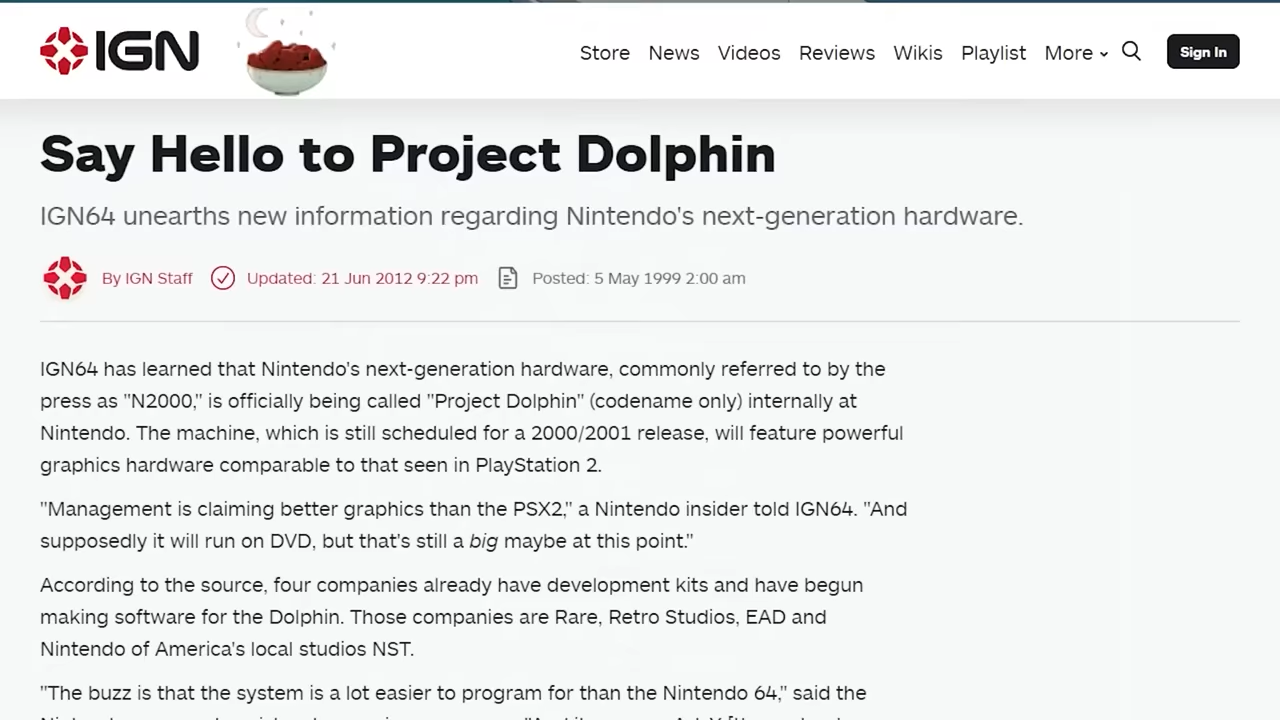 IGN
Store News Videos Reviews Wikis Playlist More Sign In
Say Hello to Project Dolphin
IGN64 unearths new information regarding Nintendo's next-generation hardware.
By IGN Staff Updated: 21 Jun 2012 9:22 pm Posted: 5 May 1999 2:00 am
IGN64 has learned that Nintendo's next-generation hardware, commonly referred to by the
press as "N2000," is officially being called "Project Dolphin" (codename only) internally at
Nintendo. The machine, which is still scheduled for a 2000/2001 release, will feature powerful
graphics hardware comparable to that seen in PlayStation 2.
"Management is claiming better graphics than the PSX2," a Nintendo insider told IGN64. "And
supposedly it will run on DVD, but that's still a big maybe at this point."
According to the source, four companies already have development kits and have begun
making software for the Dolphin. Those companies are Rare, Retro Studios, EAD and
Nintendo of America's local studios NST.
"The buzz is that the system is a lot easier to program for than the Nintendo 64," said the